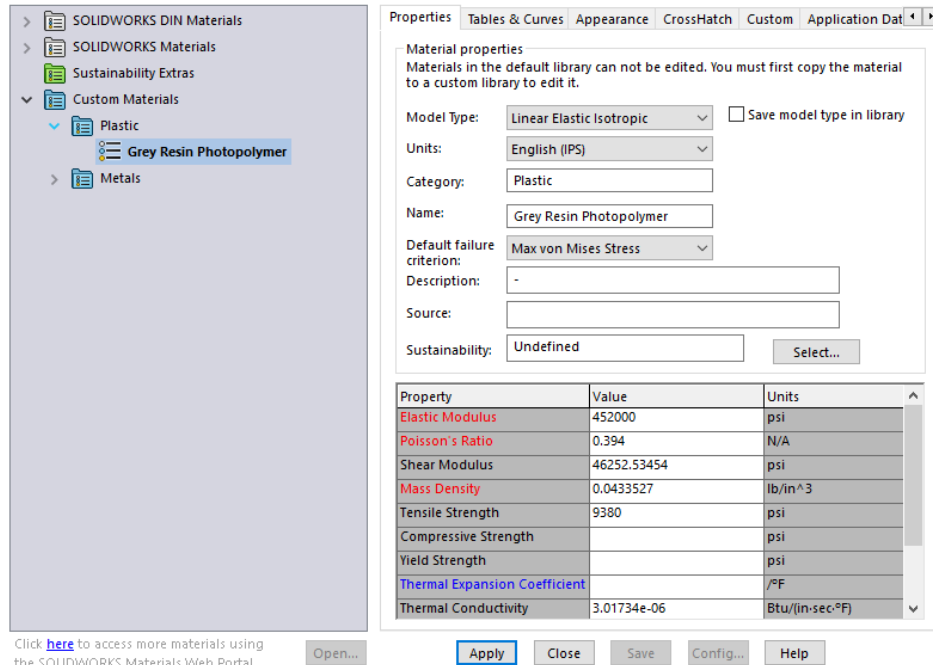 SOLIDWORKS DIN Materials
SOLIDWORKS Materials
Sustainability Extras
Custom Materials
Plastic
Grey Resin Photopolymer
Metals
Click here to access more materials using
the SOLIDWORKS Materials Web Portal
Open...
Properties Tables & Curves Appearance CrossHatch Custom Application Dat
Material properties
Materials in the default library can not be edited. You must first copy the material
to a custom library to edit it.
Model Type: Linear Elastic Isotropic Save model type in library
Units: English (IPS)
Category: Plastic
Name: Grey Resin Photopolymer
Default failure
criterion: Max von Mises Stress
Description: -
Source:
Sustainability: Undefined Select...
Property Value Units
Elastic Modulus 452000 psi
Poisson's Ratio 0.394 N/A
Shear Modulus 46252.53454 psi
Mass Density 0.0433527 lb/in^3
Tensile Strength 9380 psi
Compressive Strength psi
Yield Strength psi
Thermal Expansion Coefficient /°F
Thermal Conductivity 3.01734e-06 Btu/(in·sec·°F)
Apply Close Save Config... Help